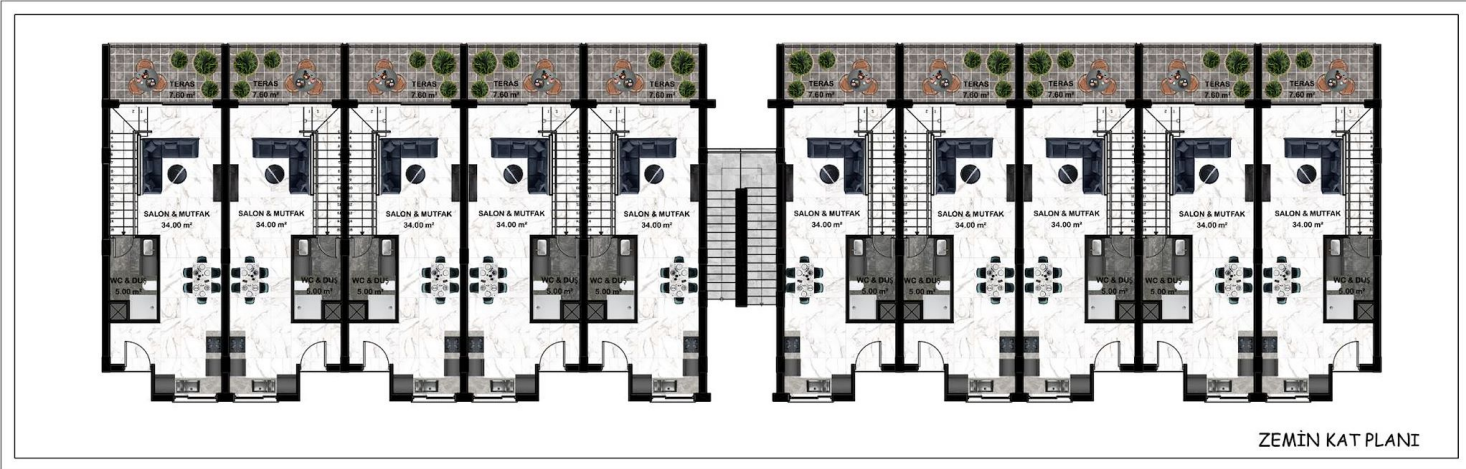 TERAS
7.60 m²
TERAS
7.60 m²
TERAS
7.60 m²
TERAS
7.60 m²
TERAS
7.60 m²
TERAS
7.60 m²
TERAS
7.60 m²
TERAS
7.60 m²
TERAS
7.60 m²
TERAS
7.60 m²
SALON & MUTFAK
34.00 m²
SALON & MUTFAK
34.00 m²
SALON & MUTFAK
34.00 m²
SALON & MUTFAK
34.00 m²
SALON & MUTFAK
34.00 m²
SALON & MUTFAK
34.00 m²
SALON & MUTFAK
34.00 m²
SALON & MUTFAK
34.00 m²
SALON & MUTFAK
34.00 m²
SALON & MUTFAK
34.00 m²
WC & DUŞ
5.00 m²
WC & DUŞ
5.00 m²
WC & DUŞ
5.00 m²
WC & DUŞ
5.00 m²
WC & DUŞ
5.00 m²
WC & DUŞ
5.00 m²
WC & DUŞ
5.00 m²
WC & DUŞ
5.00 m²
WC & DUŞ
5.00 m²
WC & DUŞ
5.00 m²
ZEMİN KAT PLANI